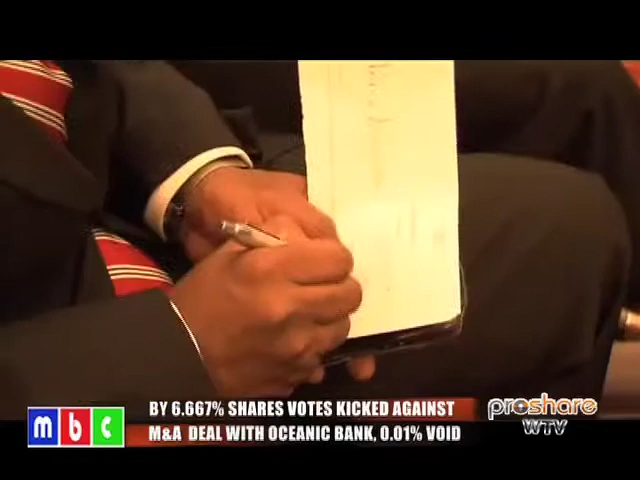 mbc
BY 6.667% SHARES VOTES KICKED AGAINST
M&A DEAL WITH OCEANIC BANK, 0.01% VOID
proshare
WTV